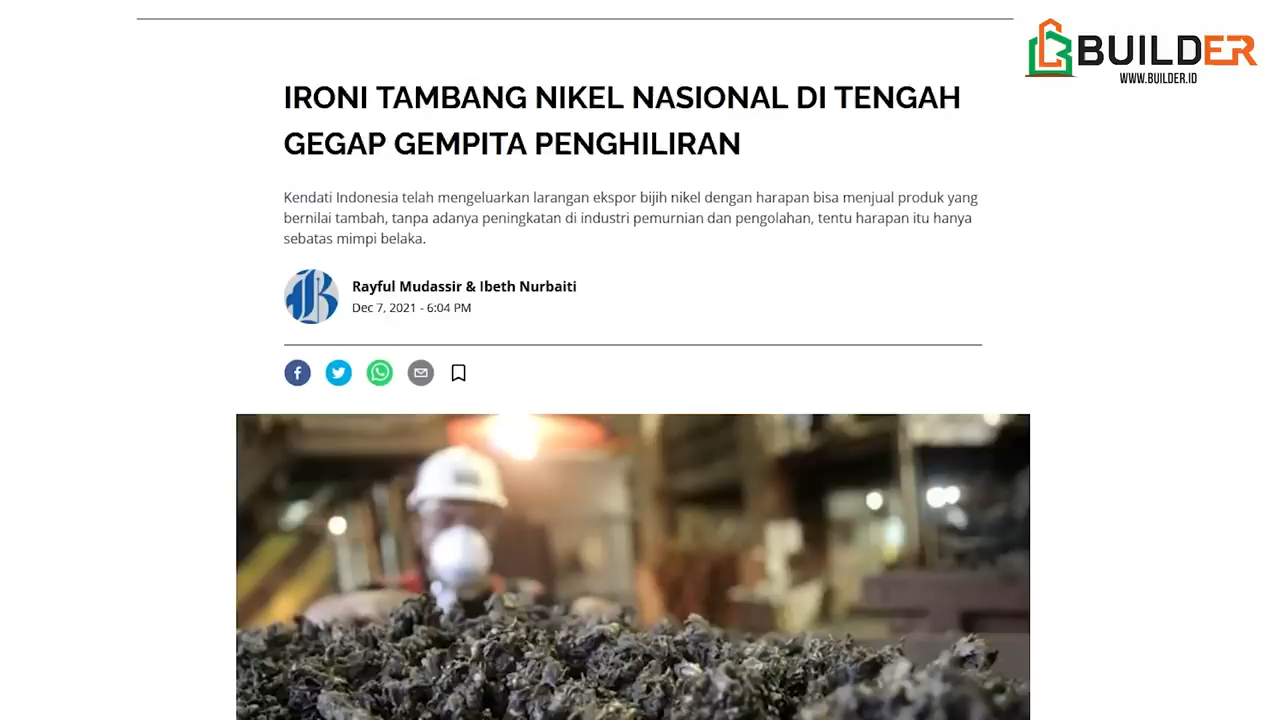 BUILDER
WWW.BUILDER.ID
IRONI TAMBANG NIKEL NASIONAL DI TENGAH
GEGAP GEMPITA PENGHILIRAN
Kendati Indonesia telah mengeluarkan larangan ekspor bijih nikel dengan harapan bisa menjual produk yang
bernilai tambah, tanpa adanya peningkatan di industri pemurnian dan pengolahan, tentu harapan itu hanya
sebatas mimpi belaka.
Rayful Mudassir & Ibeth Nurbaiti
Dec 7, 2021 - 6:04 PM